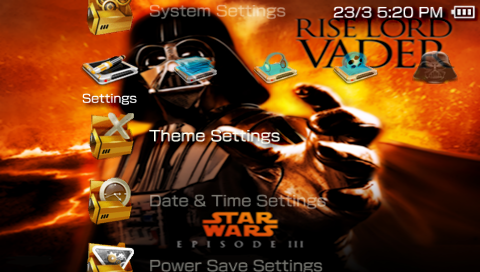 System Settings
23/3 5:20 PM
RISE LORD
VADER
Settings
Theme Settings
Date & Time Settings
STAR
WARS
EPISODE III
Power Save Settings